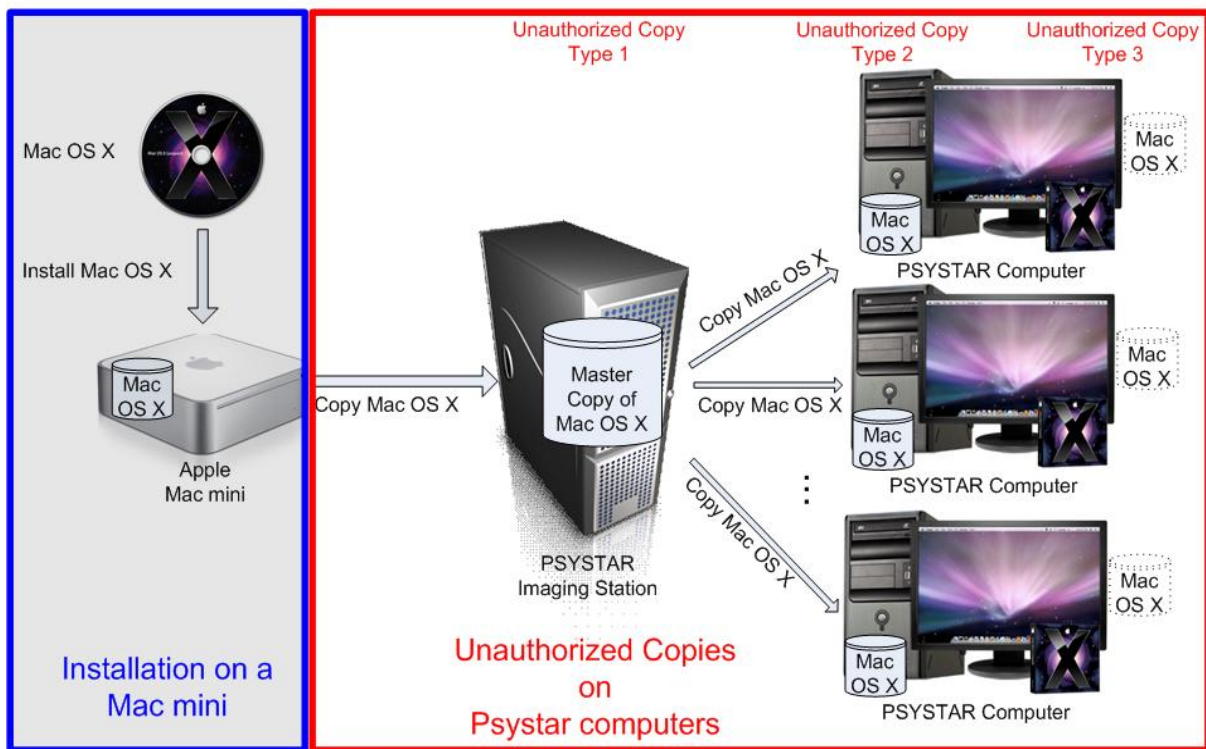 Mac OS X
Mac OS X Leopard
X
Install Mac OS X
Mac
OS X
Apple
Mac mini
Installation on a
Mac mini
Unauthorized Copy
Type 1
Unauthorized Copy
Type 2
Unauthorized Copy
Type 3
Copy Mac OS X
Master
Copy of
Mac OS X
PSYSTAR
Imaging Station
Copy Mac OS X
Copy Mac OS X
Copy Mac OS X
Mac
OS X
X
Mac
OS X
PSYSTAR Computer
Mac
OS X
X
Mac
OS X
PSYSTAR Computer
Mac
OS X
X
Mac
OS X
PSYSTAR Computer
Unauthorized Copies
on
Psystar computers